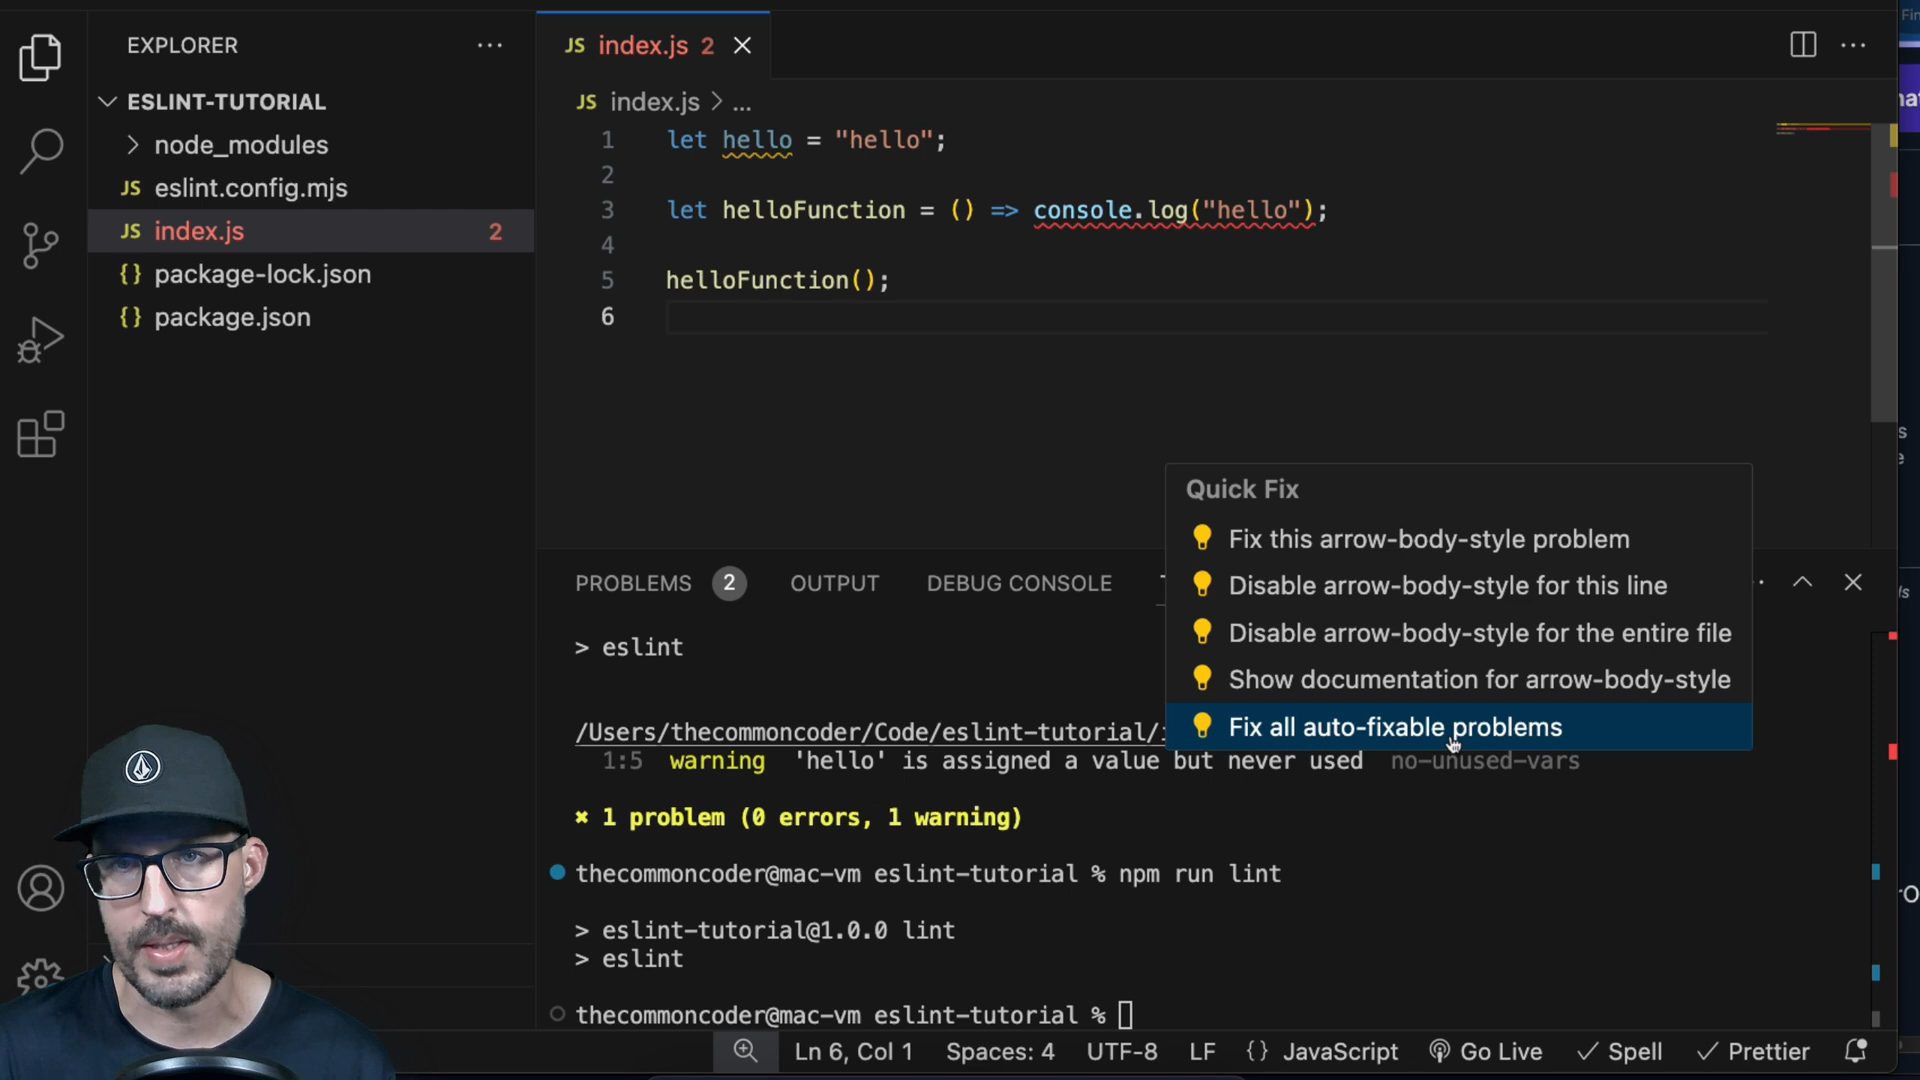 EXPLORER
ESLINT-TUTORIAL
node_modules
JS eslint.config.mjs
JS index.js 2
{} package-lock.json
{} package.json
JS index.js 2
JS index.js > ...
1 let hello = "hello";
2
3 let helloFunction = () => console.log("hello");
4
5 helloFunction();
6
Quick Fix
Fix this arrow-body-style problem
Disable arrow-body-style for this line
Disable arrow-body-style for the entire file
Show documentation for arrow-body-style
Fix all auto-fixable problems
PROBLEMS 2 OUTPUT DEBUG CONSOLE
> eslint
/Users/thecommoncoder/Code/eslint-tutorial/
1:5 warning 'hello' is assigned a value but never used no-unused-vars
✖ 1 problem (0 errors, 1 warning)
thecommoncoder@mac-vm eslint-tutorial % npm run lint
> eslint-tutorial@1.0.0 lint
> eslint
thecommoncoder@mac-vm eslint-tutorial %
Ln 6, Col 1 Spaces: 4 UTF-8 LF {} JavaScript Go Live Spell Prettier